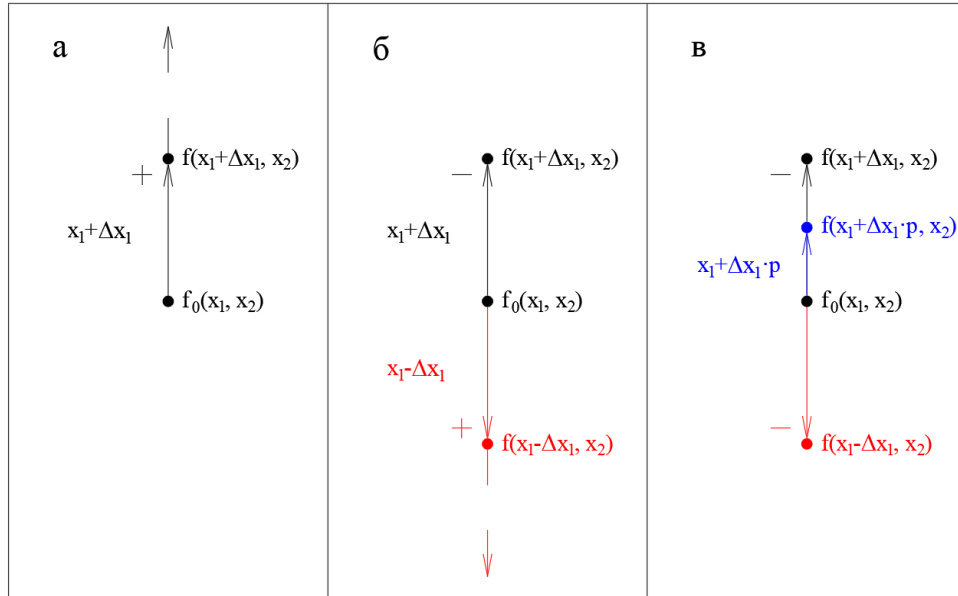 а
f(x₁+Δx₁, x₂)
+
x₁+Δx₁
f₀(x₁, x₂)
б
f(x₁+Δx₁, x₂)
−
x₁+Δx₁
f₀(x₁, x₂)
x₁-Δx₁
+
f(x₁-Δx₁, x₂)
в
f(x₁+Δx₁, x₂)
−
f(x₁+Δx₁·p, x₂)
x₁+Δx₁·p
f₀(x₁, x₂)
−
f(x₁-Δx₁, x₂)